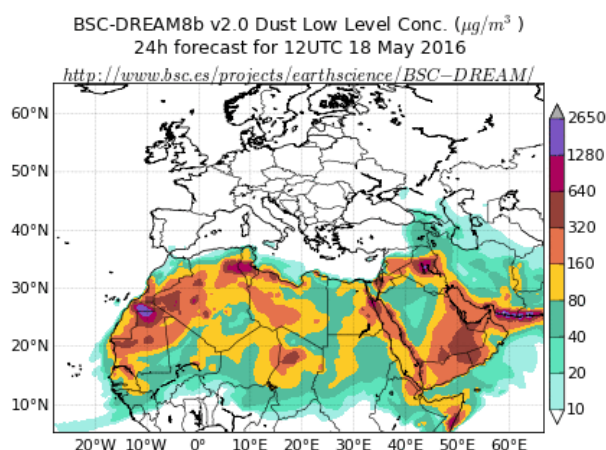 BSC-DREAM8b v2.0 Dust Low Level Conc. (μg/m³ )
24h forecast for 12UTC 18 May 2016
http://www.bsc.es/projects/earthscience/BSC−DREAM/
60°N
50°N
40°N
30°N
20°N
10°N
20°W
10°W
0°
10°E
20°E
30°E
40°E
50°E
60°E
2650
1280
640
320
160
80
40
20
10